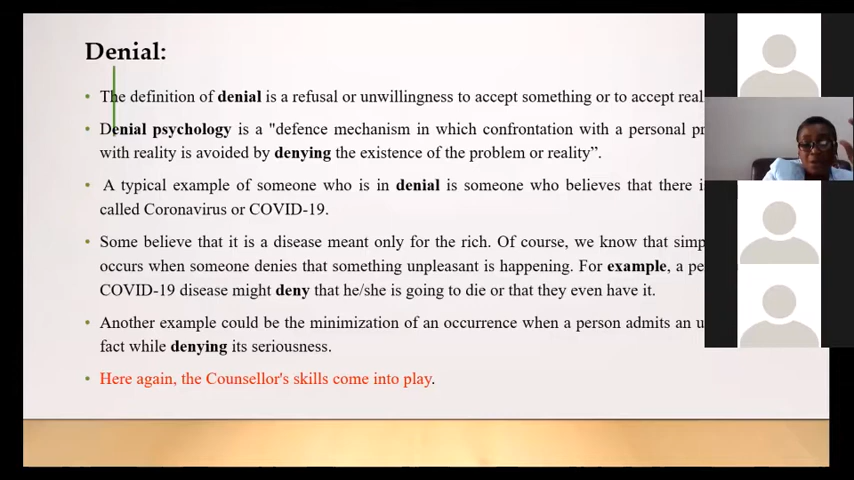 Denial:
• The definition of denial is a refusal or unwillingness to accept something or to accept
• Denial psychology is a "defence mechanism in which confrontation with a personal
with reality is avoided by denying the existence of the problem or reality”.
• A typical example of someone who is in denial is someone who believes that there
called Coronavirus or COVID-19.
• Some believe that it is a disease meant only for the rich. Of course, we know that
occurs when someone denies that something unpleasant is happening. For example, a
COVID-19 disease might deny that he/she is going to die or that they even have it.
• Another example could be the minimization of an occurrence when a person admits an
fact while denying its seriousness.
• Here again, the Counsellor's skills come into play.